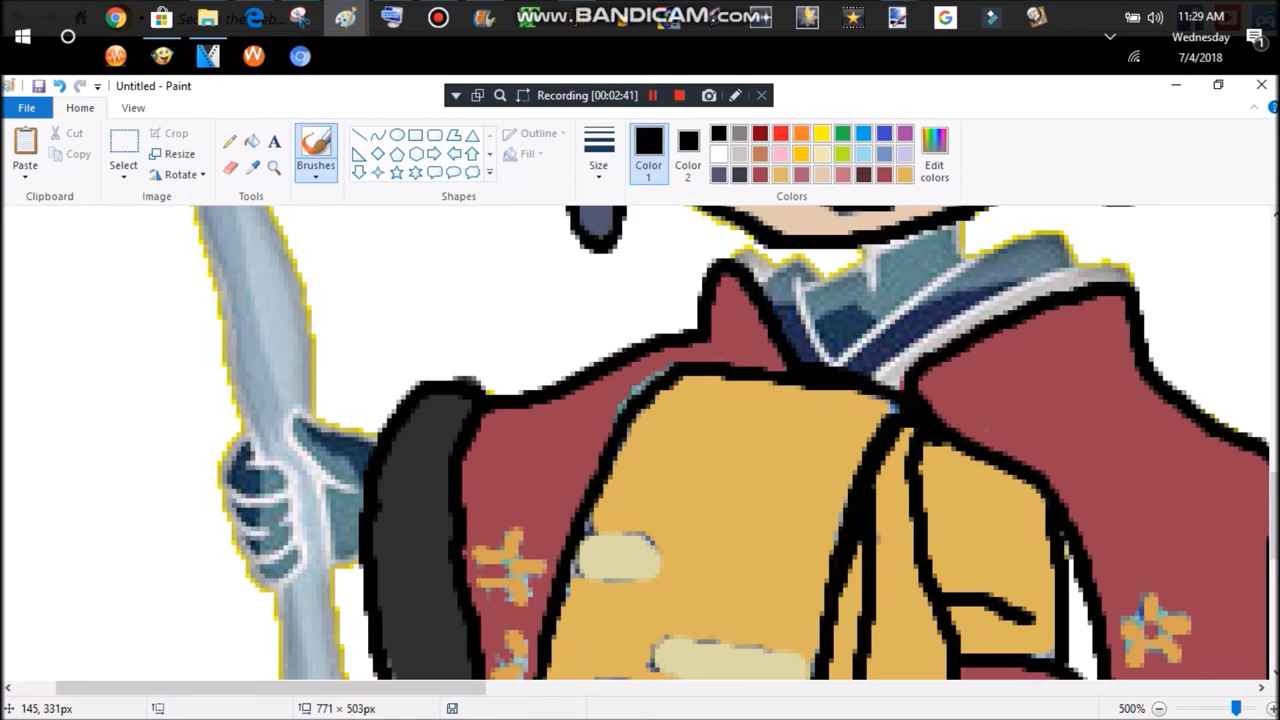 www.BANDICAM.com
11:29 AM
Wednesday
7/4/2018
1
Untitled - Paint
Recording [00:02:41]
File Home View
Cut
Copy
Paste
Clipboard
Crop
Resize
Rotate
Select
Image
Tools
Brushes
Outline
Fill
Shapes
Size
Color 1
Color 2
Edit colors
Colors
145, 331px
771 × 503px
500%